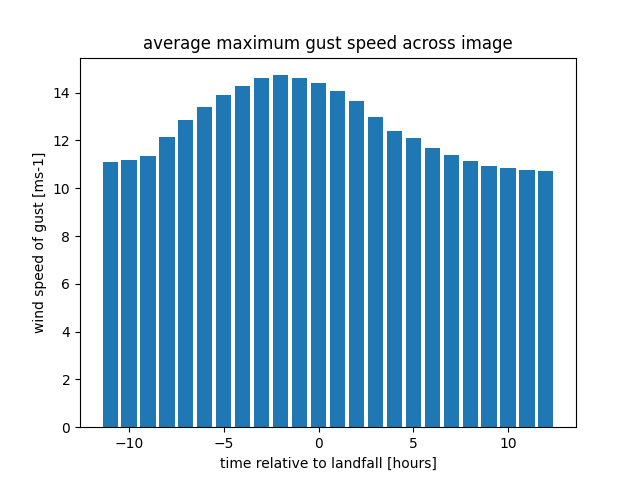 average maximum gust speed across image
14
12
10
8
6
4
2
0
wind speed of gust [ms-1]
−10 −5 0 5 10
time relative to landfall [hours]